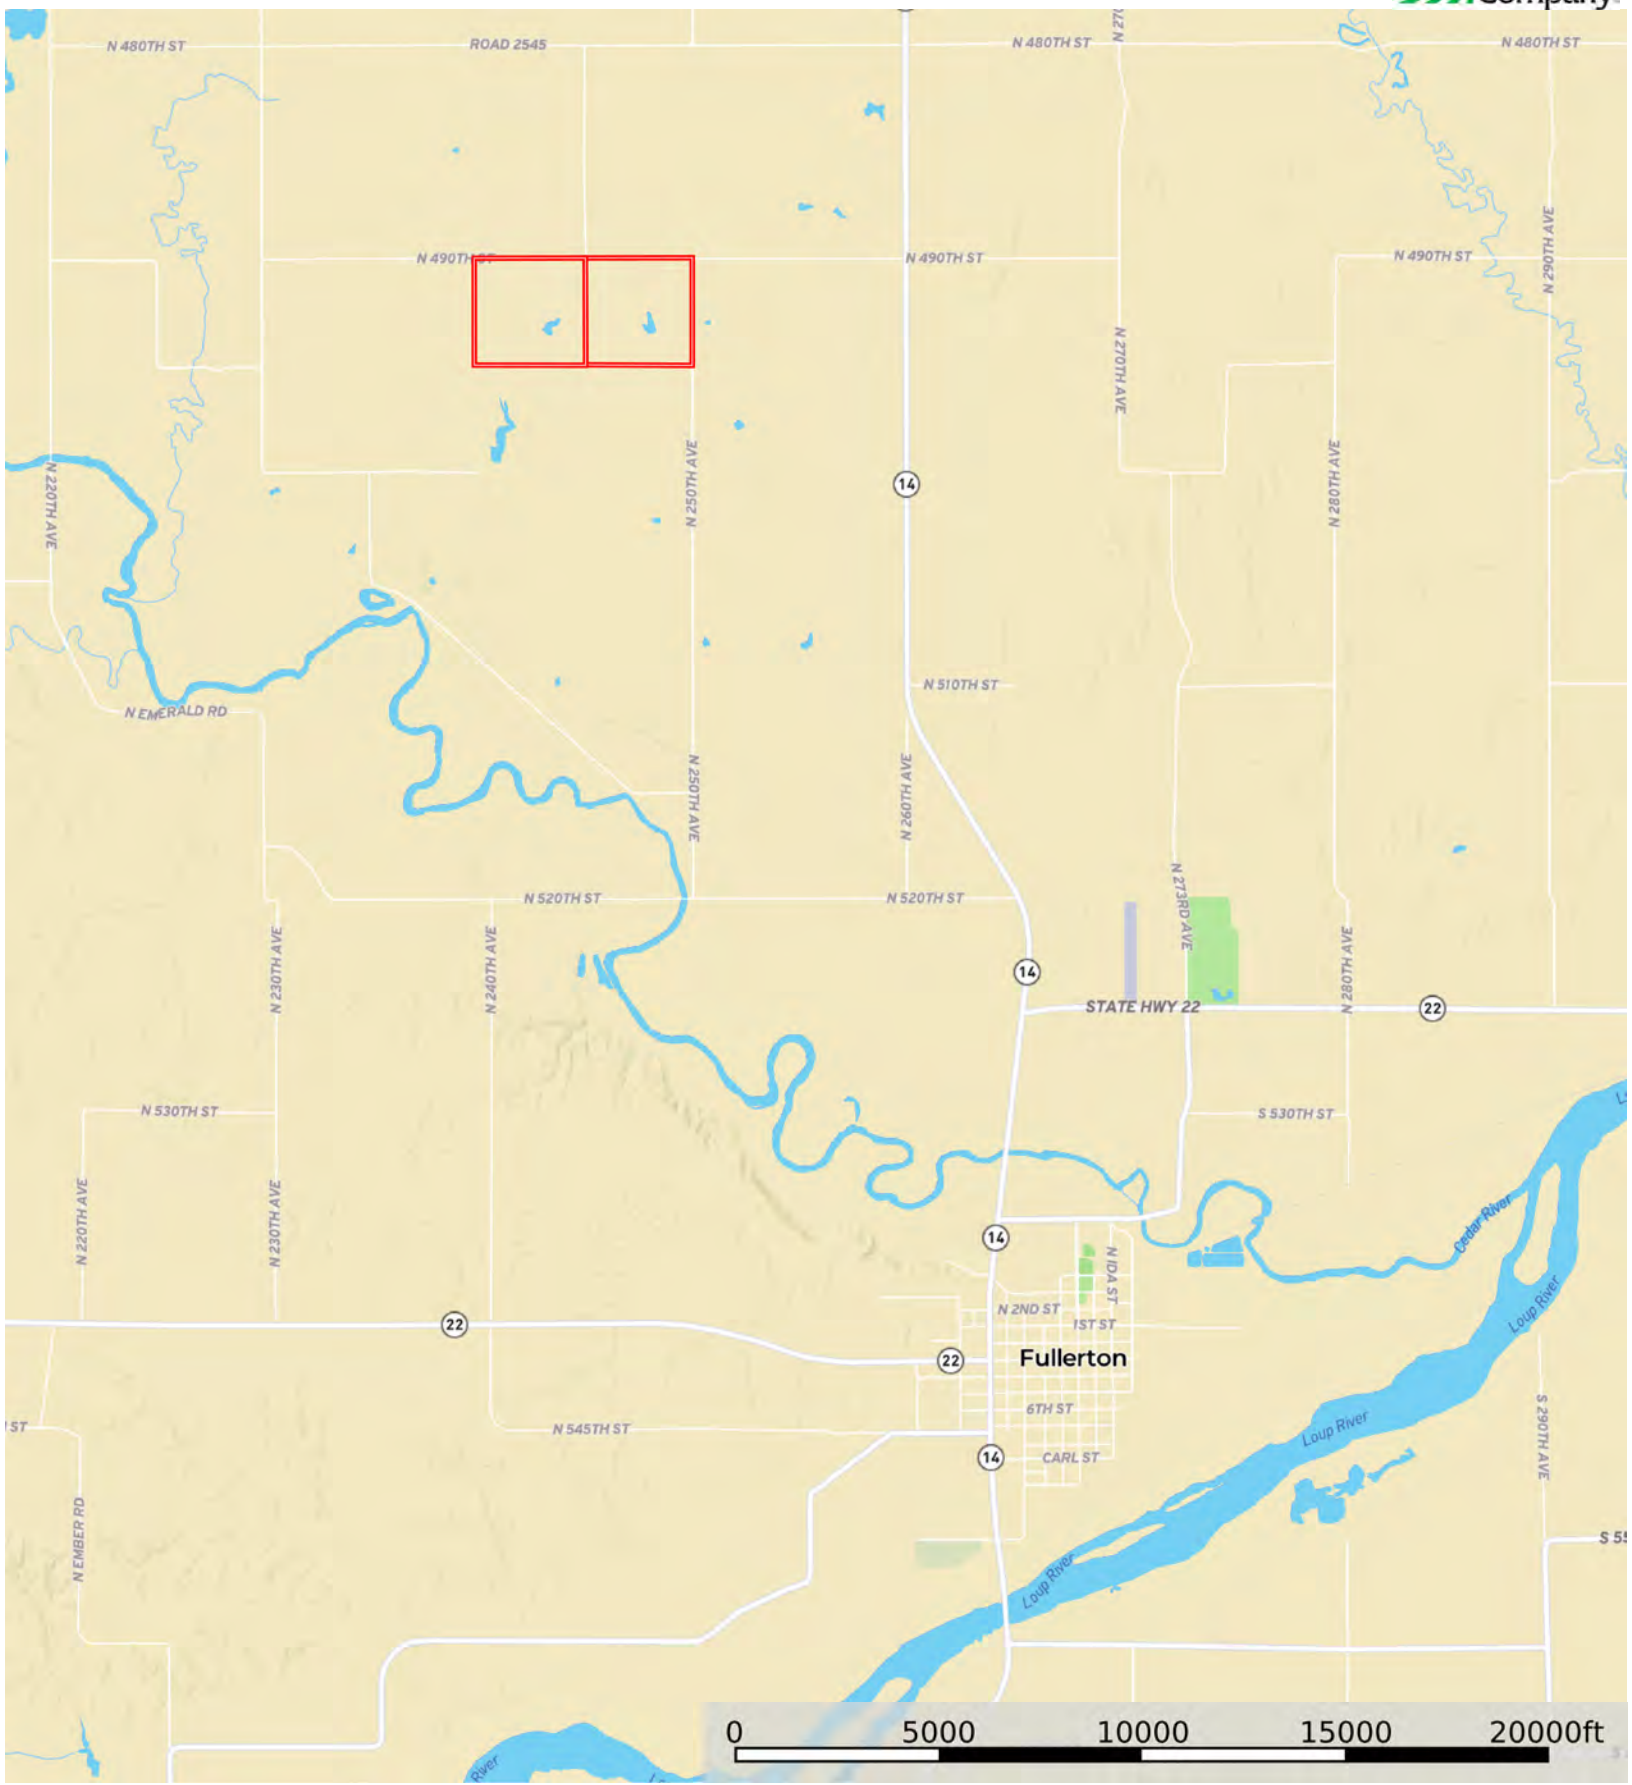 Company
N 480TH ST
ROAD 2545
N 480TH ST
N 480TH ST
N 490TH ST
N 490TH ST
N 490TH ST
N 290TH AVE
N 270TH AVE
N 220TH AVE
N 250TH AVE
14
N 280TH AVE
N EMERALD RD
N 510TH ST
N 250TH AVE
N 260TH AVE
N 520TH ST
N 520TH ST
N 273RD AVE
N 230TH AVE
N 240TH AVE
14
N 280TH AVE
STATE HWY 22
22
N 530TH ST
S 530TH ST
N 220TH AVE
N 230TH AVE
14
N IDA ST
Cedar River
Loup River
N 2ND ST
1ST ST
22
22
Fullerton
6TH ST
Loup River
S 290TH AVE
ST
N 545TH ST
14
CARL ST
N EMBER RD
S 55
Loup River
River
0 5000 10000 15000 20000ft